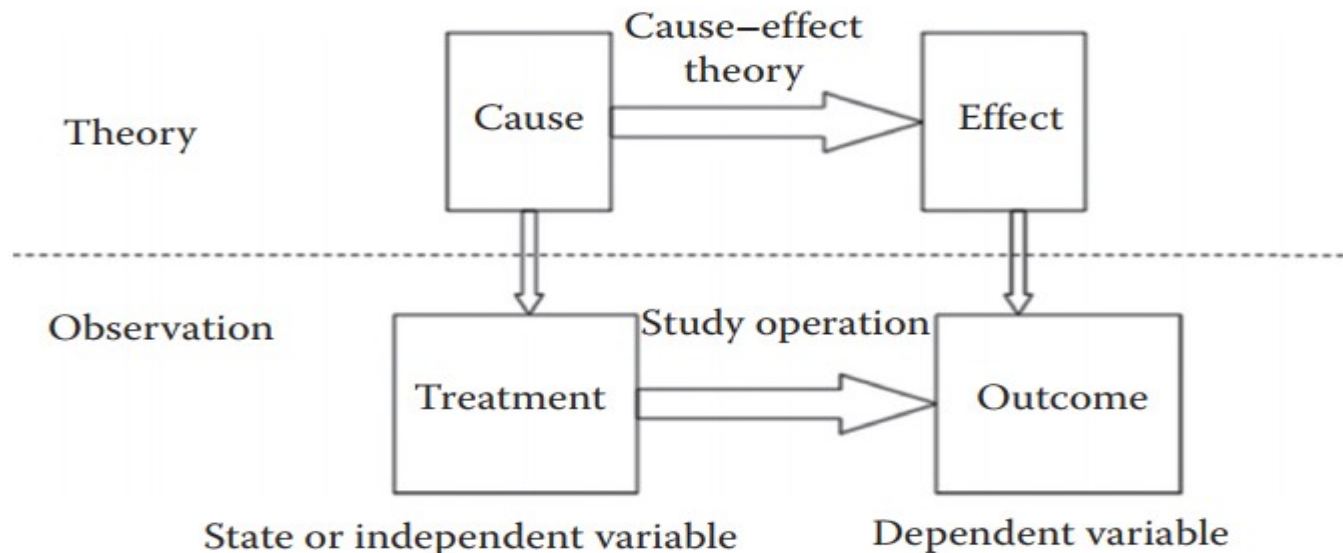 Cause–effect
theory
Cause
Effect
Theory
Observation
Study operation
Treatment
Outcome
State or independent variable
Dependent variable